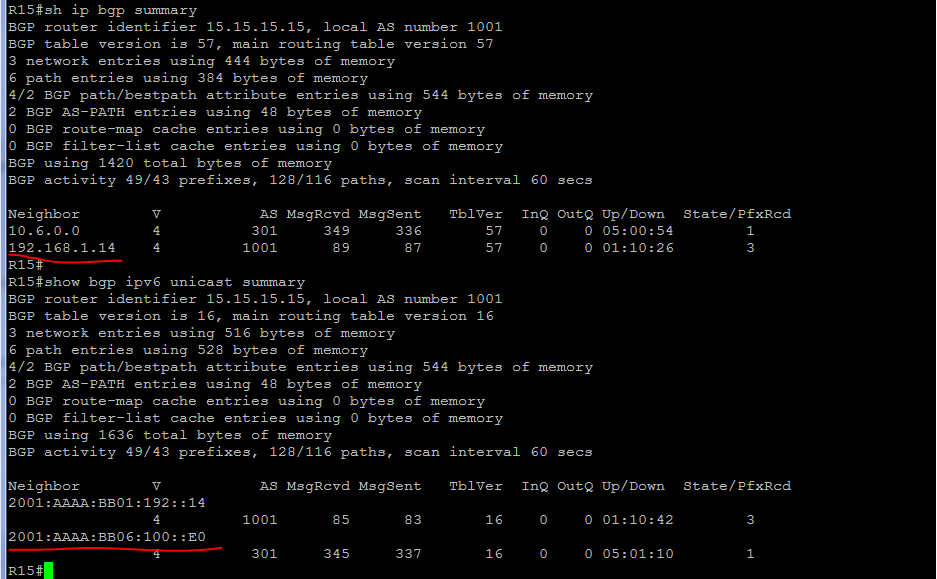 R15#sh ip bgp summary
BGP router identifier 15.15.15.15, local AS number 1001
BGP table version is 57, main routing table version 57
3 network entries using 444 bytes of memory
6 path entries using 384 bytes of memory
4/2 BGP path/bestpath attribute entries using 544 bytes of memory
2 BGP AS-PATH entries using 48 bytes of memory
0 BGP route-map cache entries using 0 bytes of memory
0 BGP filter-list cache entries using 0 bytes of memory
BGP using 1420 total bytes of memory
BGP activity 49/43 prefixes, 128/116 paths, scan interval 60 secs

Neighbor        V           AS MsgRcvd MsgSent   TblVer  InQ OutQ Up/Down  State/PfxRcd
10.6.0.0        4          301     349     336       57    0    0 05:00:54        1
192.168.1.14    4         1001      89      87       57    0    0 01:10:26        3
R15#
R15#show bgp ipv6 unicast summary
BGP router identifier 15.15.15.15, local AS number 1001
BGP table version is 16, main routing table version 16
3 network entries using 516 bytes of memory
6 path entries using 528 bytes of memory
4/2 BGP path/bestpath attribute entries using 544 bytes of memory
2 BGP AS-PATH entries using 48 bytes of memory
0 BGP route-map cache entries using 0 bytes of memory
0 BGP filter-list cache entries using 0 bytes of memory
BGP using 1636 total bytes of memory
BGP activity 49/43 prefixes, 128/116 paths, scan interval 60 secs

Neighbor        V           AS MsgRcvd MsgSent   TblVer  InQ OutQ Up/Down  State/PfxRcd
2001:AAAA:BB01:192::14
                4         1001      85      83       16    0    0 01:10:42        3
2001:AAAA:BB06:100::E0
                4          301     345     337       16    0    0 05:01:10        1
R15#